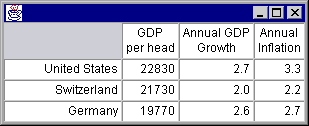 GDP per head Annual GDP Growth Annual Inflation
United States 22830 2.7 3.3
Switzerland 21730 2.0 2.2
Germany 19770 2.6 2.7